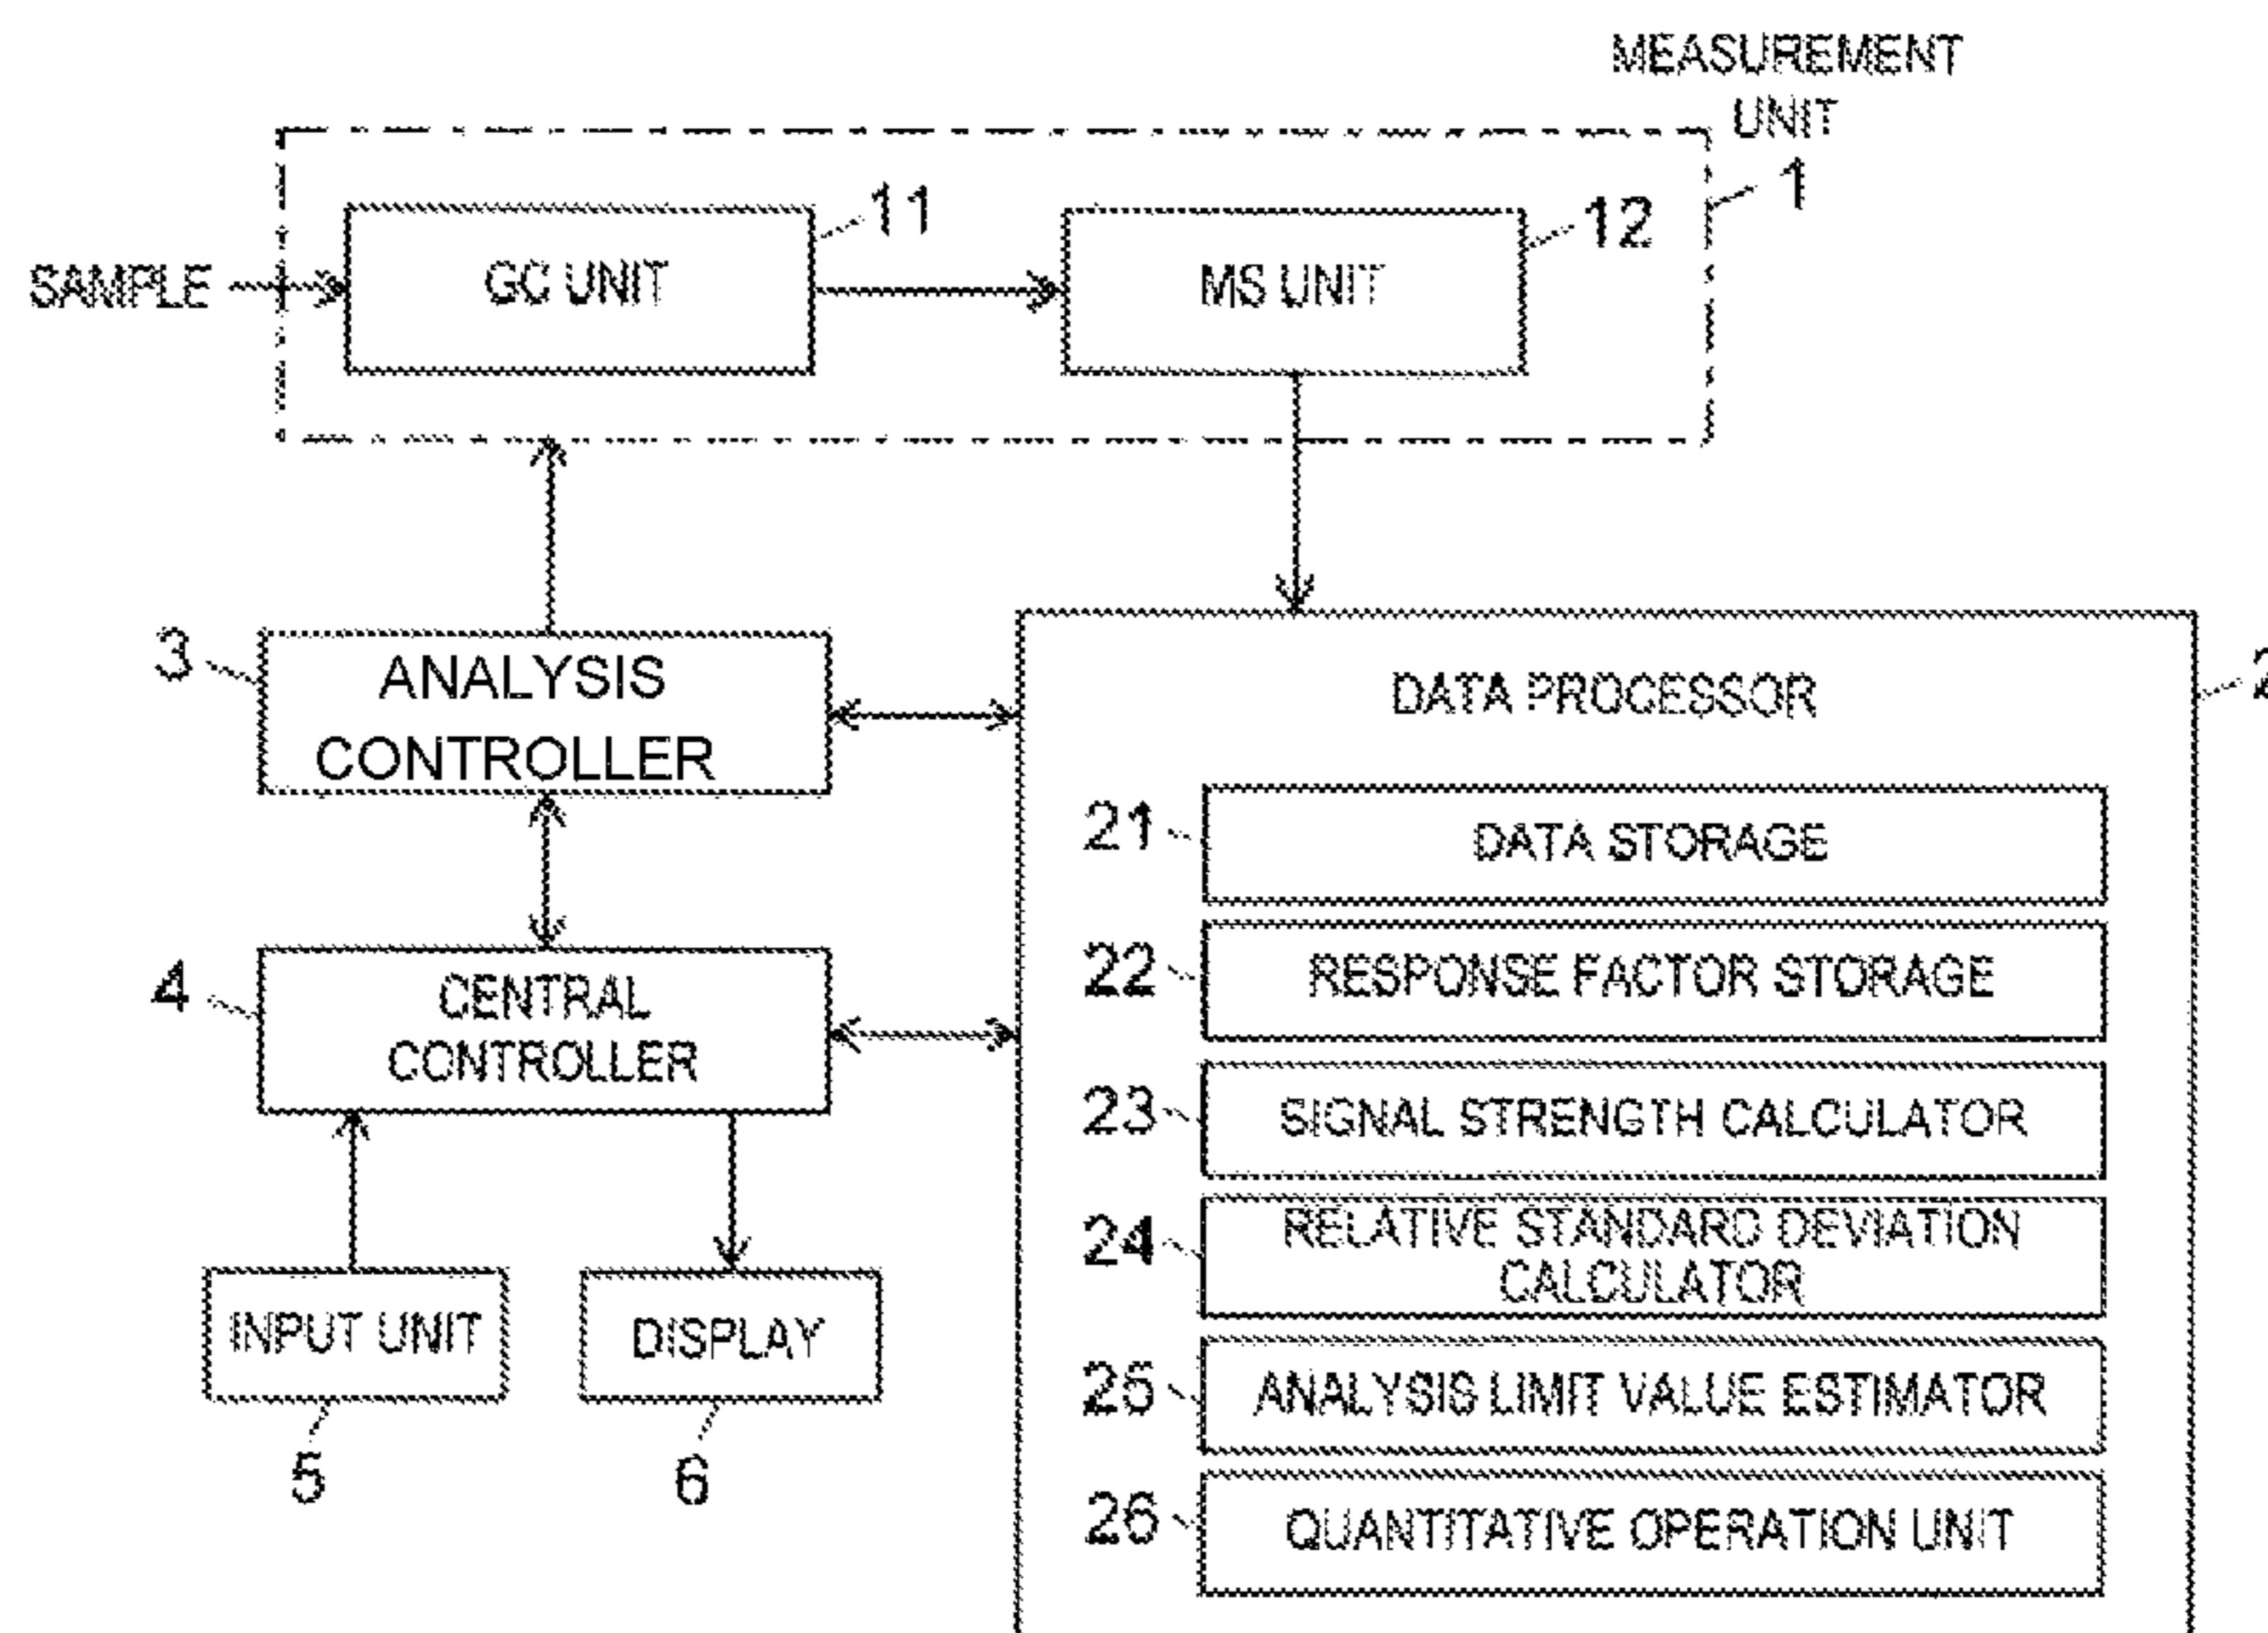 MEASUREMENT
UNIT
1
11
12
SAMPLE
GC UNIT
MS UNIT
3
ANALYSIS
CONTROLLER
DATA PROCESSOR
2
21
DATA STORAGE
22
RESPONSE FACTOR STORAGE
4
CENTRAL
CONTROLLER
23
SIGNAL STRENGTH CALCULATOR
24
RELATIVE STANDARD DEVIATION
CALCULATOR
INPUT UNIT
DISPLAY
25
ANALYSIS LIMIT VALUE ESTIMATOR
5
6
26
QUANTITATIVE OPERATION UNIT